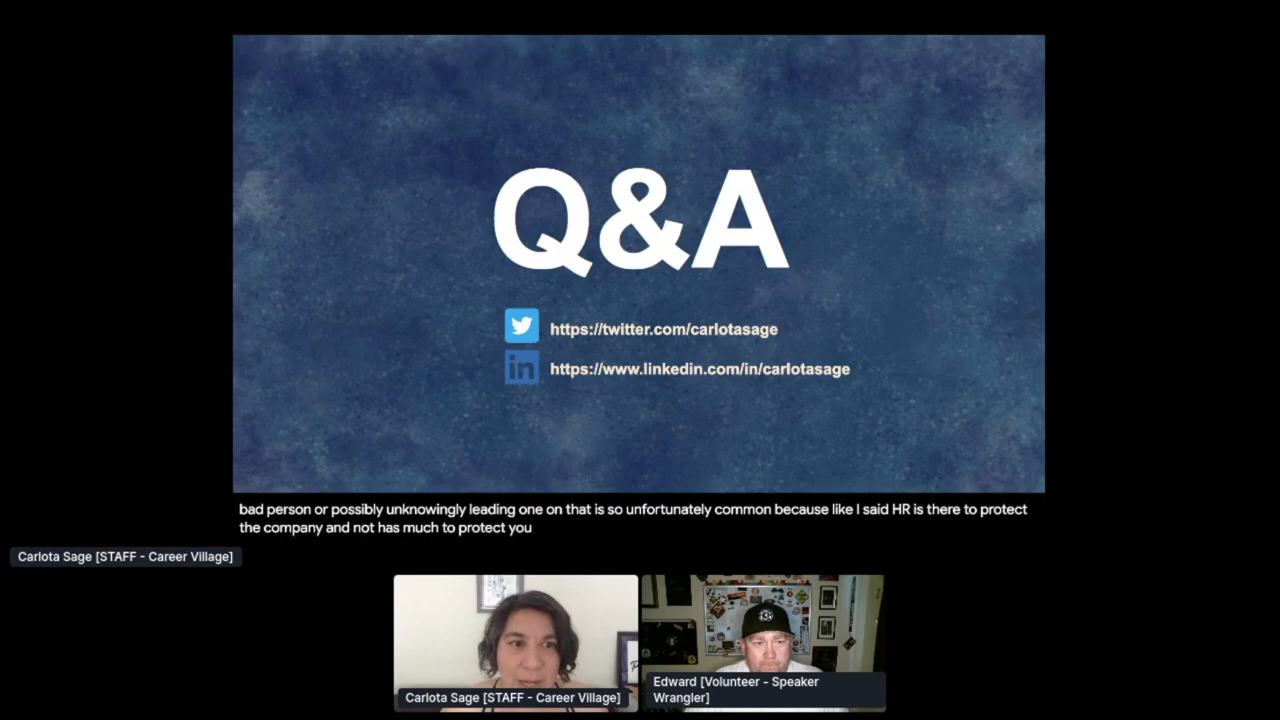 Q&A
https://twitter.com/carlotasage
in
https://www.linkedin.com/in/carlotasage
bad person or possibly unknowingly leading one on that is so unfortunately common because like I said HR is there to protect
the company and not has much to protect you
Carlota Sage [STAFF - Career Village]
Carlota Sage [STAFF - Career Village]
Edward [Volunteer - Speaker
Wrangler]